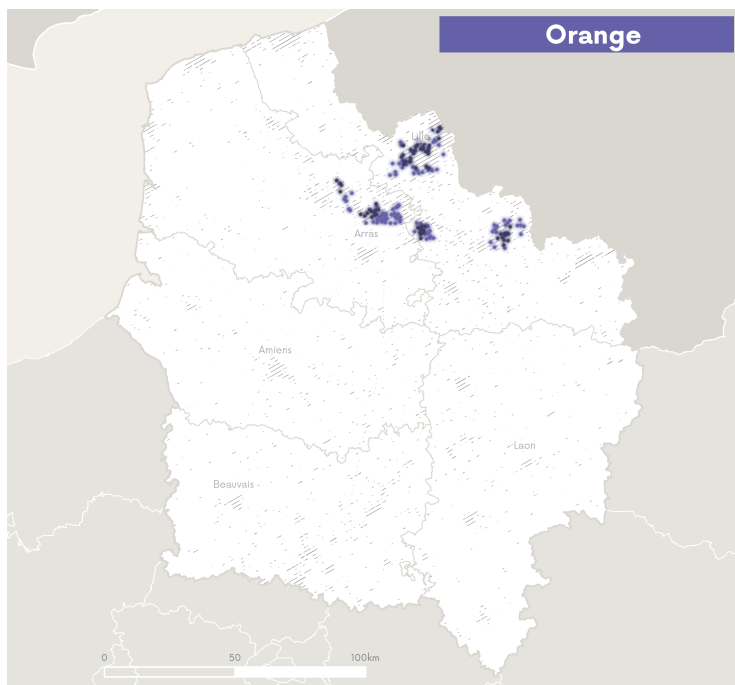 Orange
Lille
Arras
Amiens
Laon
Beauvais
0 50 100km